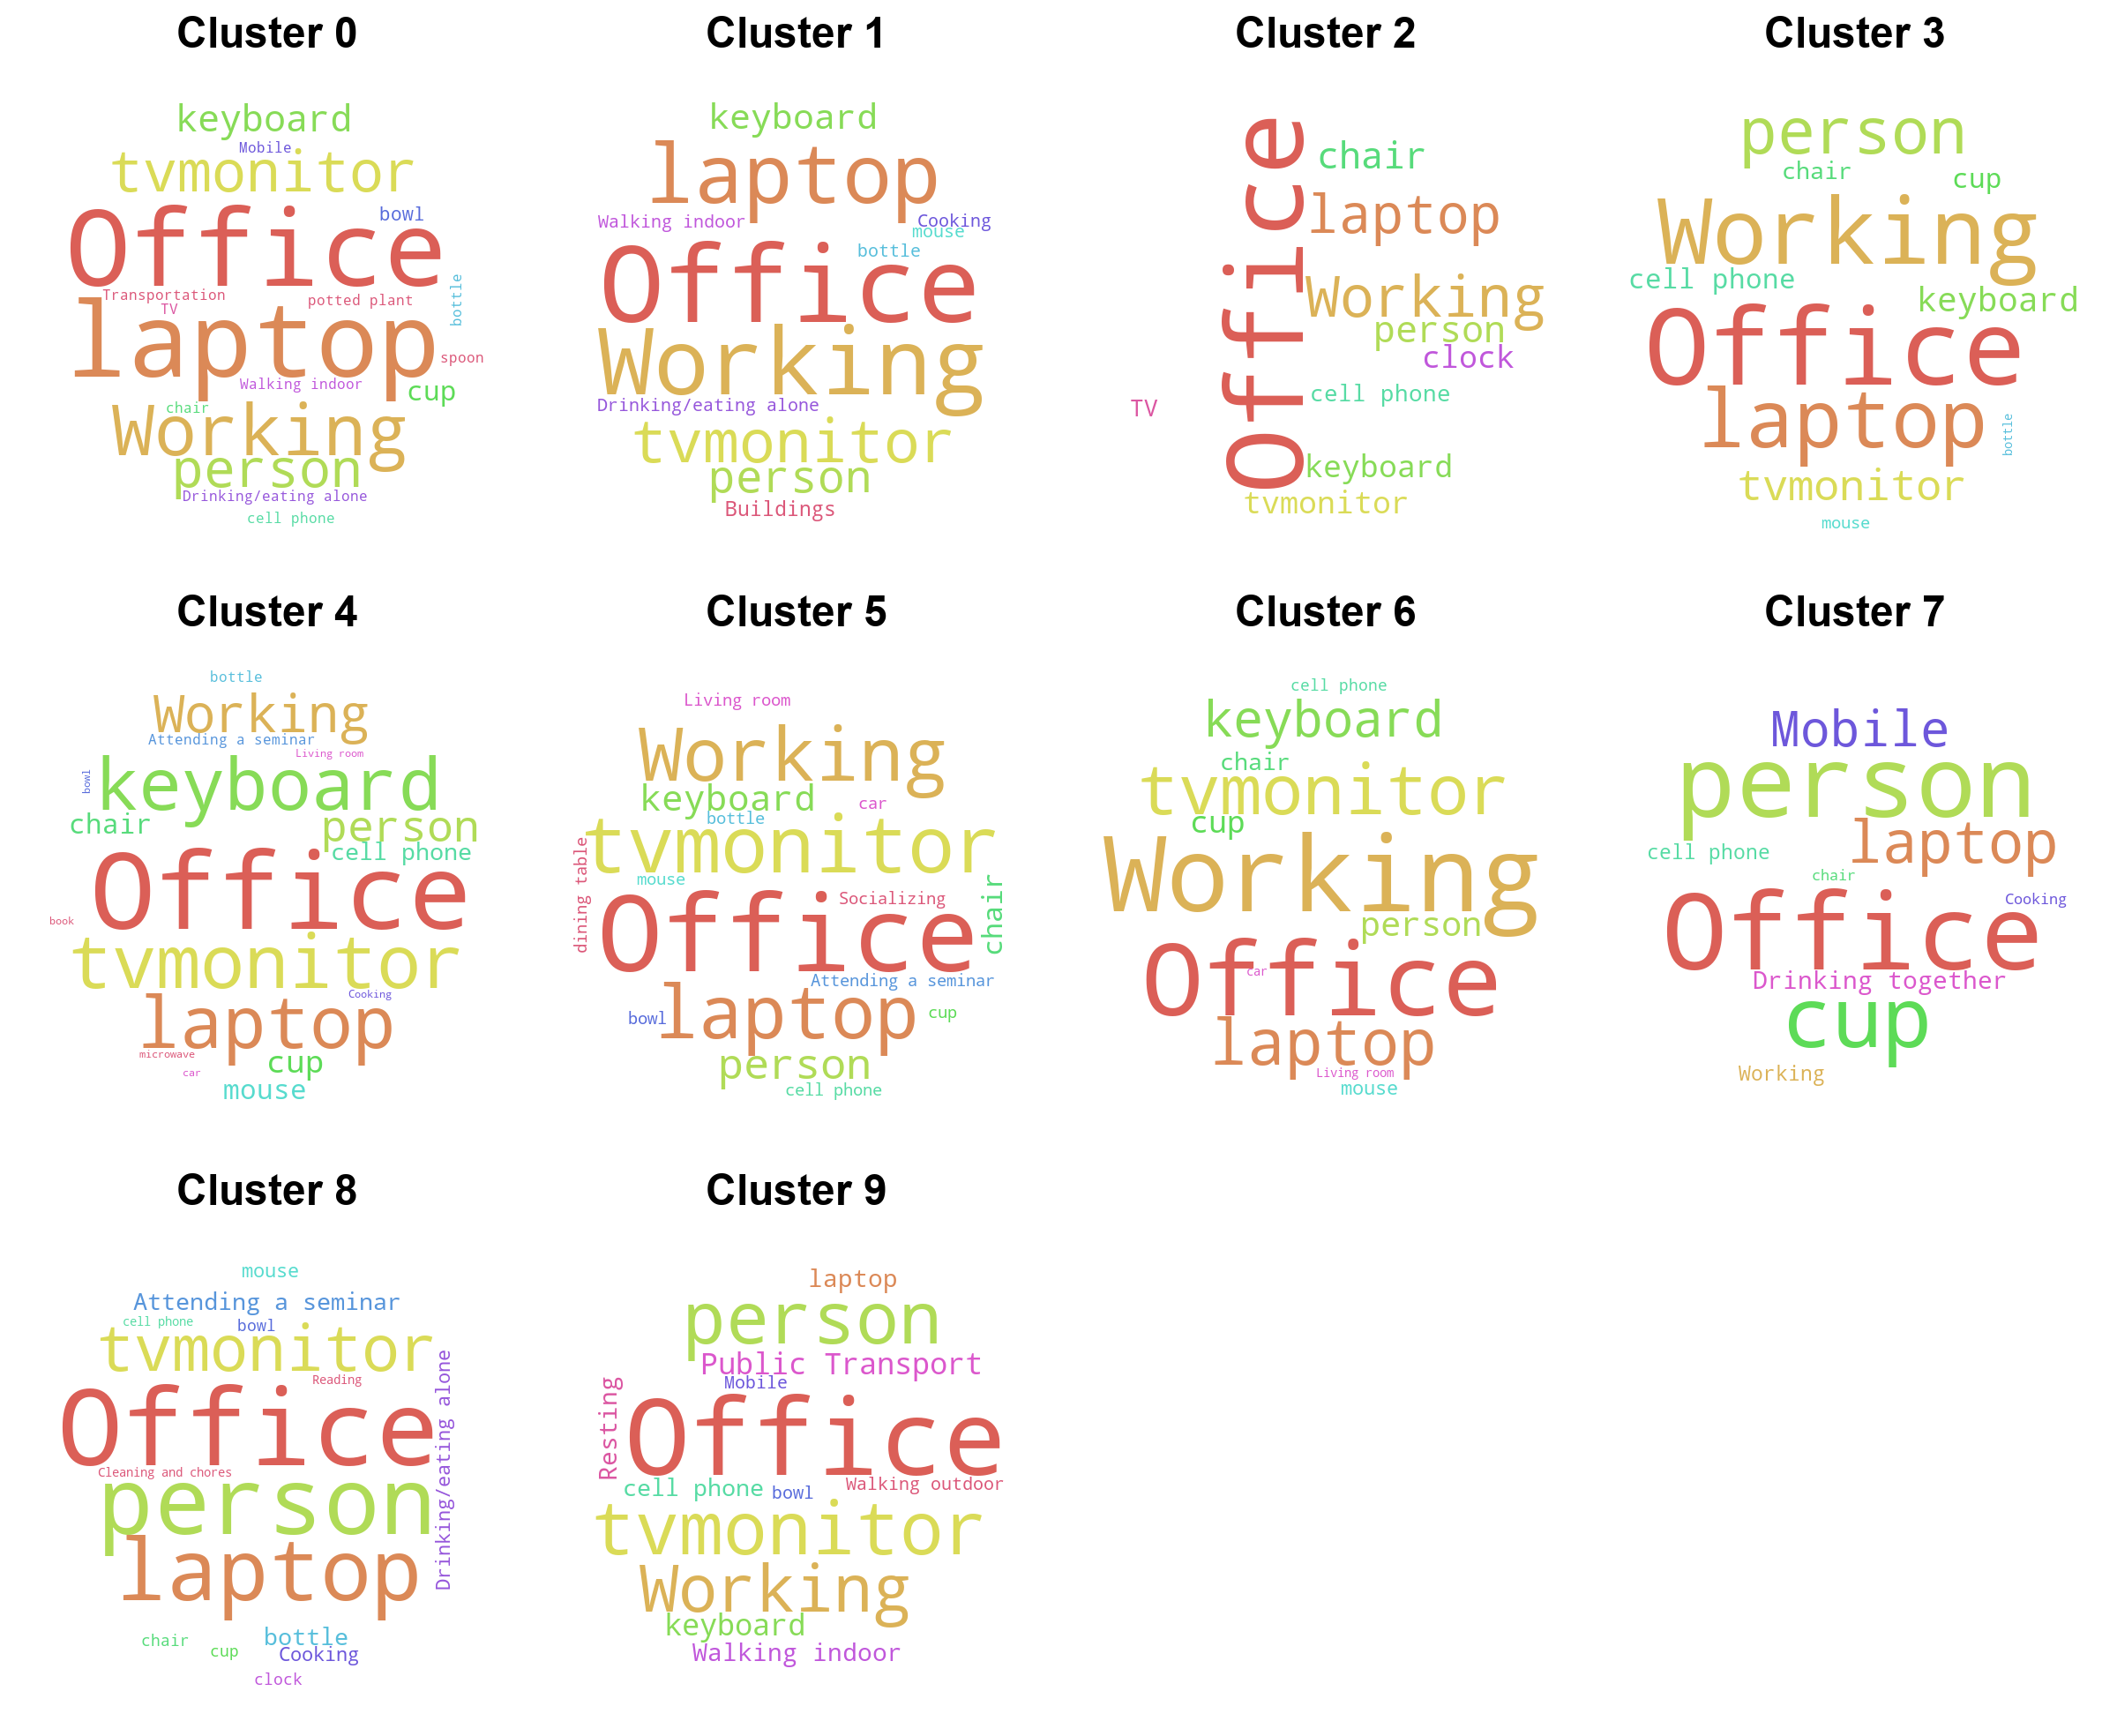 Cluster 0
keyboard
Mobile
tvmonitor
bowl
Office
Transportation
potted plant
TV
bottle
laptop
spoon
Walking indoor
cup
chair
Working
person
Drinking/eating alone
cell phone
Cluster 1
keyboard
laptop
Walking indoor
Cooking
mouse
bottle
Office
Working
Drinking/eating alone
tvmonitor
person
Buildings
Cluster 2
Office
chair
laptop
Working
person
clock
cell phone
TV
keyboard
tvmonitor
Cluster 3
person
chair
cup
Working
cell phone
keyboard
Office
laptop
bottle
tvmonitor
mouse
Cluster 4
bottle
Working
Attending a seminar
Living room
bowl
keyboard
chair
person
cell phone
Office
book
tvmonitor
Cooking
laptop
microwave
cup
car
mouse
Cluster 5
Living room
Working
keyboard
car
bottle
tvmonitor
mouse
dining table
Socializing
chair
Office
Attending a seminar
bowl
laptop
cup
person
cell phone
Cluster 6
cell phone
keyboard
chair
tvmonitor
cup
Working
person
Office
car
laptop
Living room
mouse
Cluster 7
Mobile
person
laptop
cell phone
chair
Cooking
Office
Drinking together
cup
Working
Cluster 8
mouse
Attending a seminar
cell phone
bowl
tvmonitor
Reading
Office
Drinking/eating alone
Cleaning and chores
person
laptop
chair
bottle
cup
Cooking
clock
Cluster 9
laptop
person
Public Transport
Mobile
Resting
Office
cell phone
bowl
Walking outdoor
tvmonitor
Working
keyboard
Walking indoor